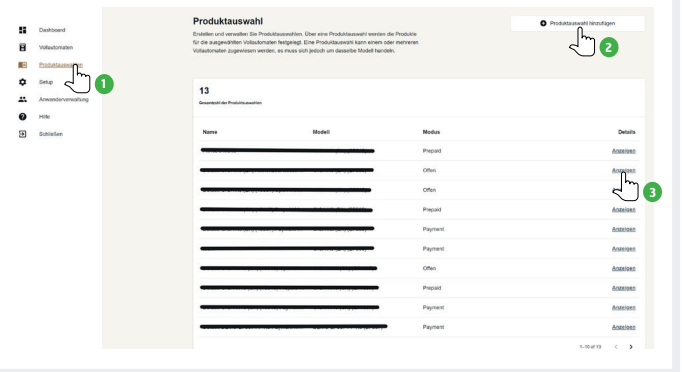 Dashboard
Vollautomaten
Produktauswahlen
Setup
Anwenderverwaltung
Hilfe
Schließen
1
Produktauswahl
Erstellen und verwalten Sie Produktauswahlen. Über eine Produktauswahl werden die Produkte
für die ausgewählten Vollautomaten festgelegt. Eine Produktauswahl kann einem oder mehreren
Vollautomaten zugewiesen werden, es muss sich jedoch um dasselbe Modell handeln.
Produktauswahl hinzufügen
2
13
Gesamtzahl der Produktauswahlen
Name Modell Modus Details
Prepaid Anzeigen
Offen Anzeigen
Offen
3
Prepaid Anzeigen
Payment Anzeigen
Payment Anzeigen
Offen Anzeigen
Prepaid Anzeigen
Payment Anzeigen
Payment Anzeigen
1–10 of 13 < >